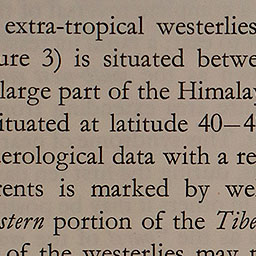 extra-tropical westerlies
ure 3) is situated betwe
large part of the Himalay
ituated at latitude 40–4
erological data with a re
rents is marked by we
stern portion of the Tibe
of the westerlies may